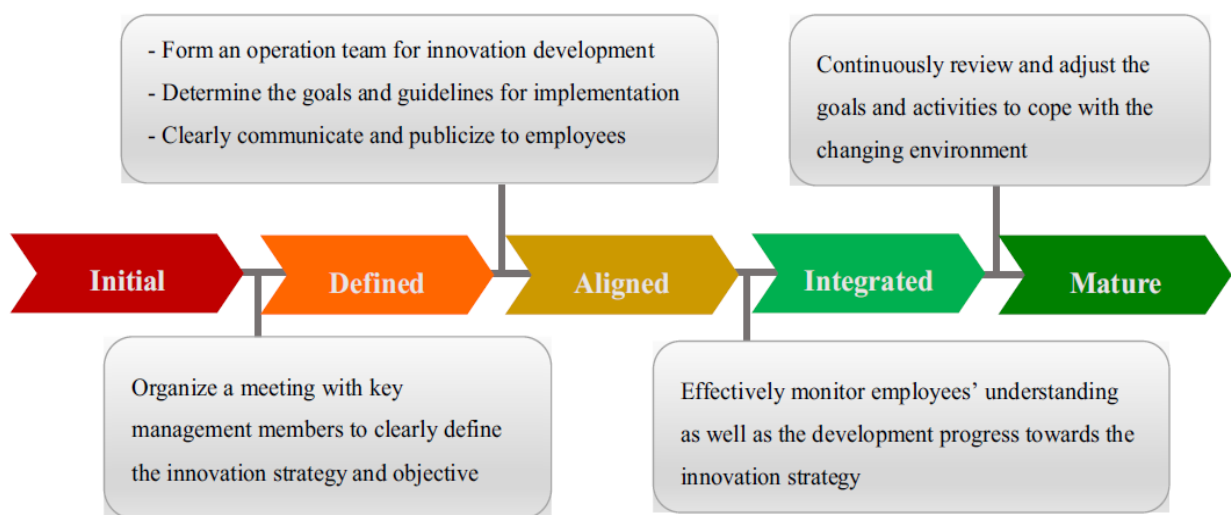 - Form an operation team for innovation development
- Determine the goals and guidelines for implementation
- Clearly communicate and publicize to employees
Continuously review and adjust the
goals and activities to cope with the
changing environment
Initial
Defined
Aligned
Integrated
Mature
Organize a meeting with key
management members to clearly define
the innovation strategy and objective
Effectively monitor employees’ understanding
as well as the development progress towards the
innovation strategy